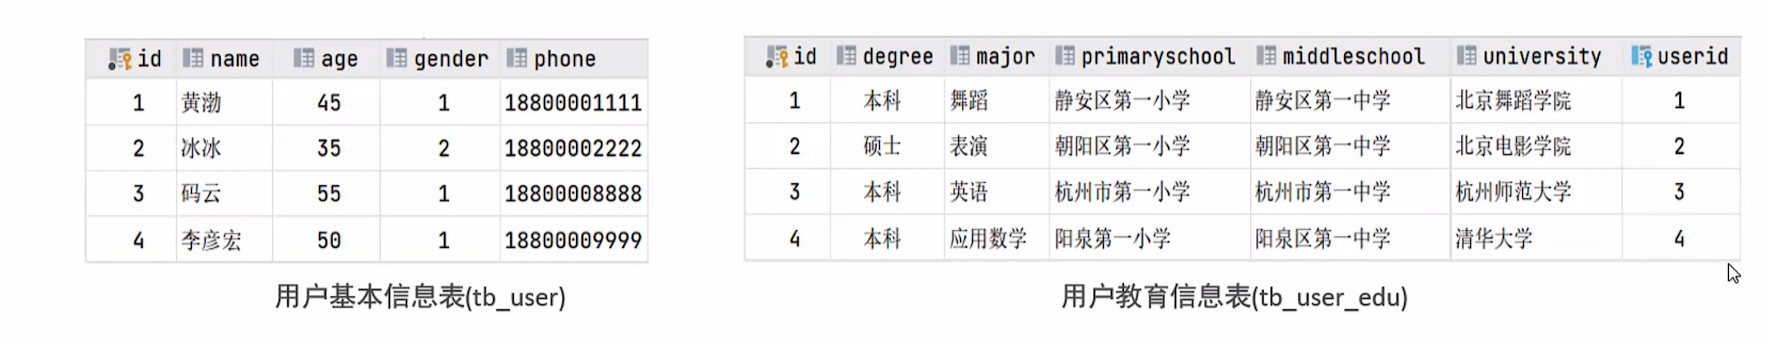 id name age gender phone
1 黄渤 45 1 18800001111
2 冰冰 35 2 18800002222
3 码云 55 1 18800008888
4 李彦宏 50 1 18800009999
用户基本信息表(tb_user)
id degree major primaryschool middleschool university userid
1 本科 舞蹈 静安区第一小学 静安区第一中学 北京舞蹈学院 1
2 硕士 表演 朝阳区第一小学 朝阳区第一中学 北京电影学院 2
3 本科 英语 杭州市第一小学 杭州市第一中学 杭州师范大学 3
4 本科 应用数学 阳泉第一小学 阳泉区第一中学 清华大学 4
用户教育信息表(tb_user_edu)